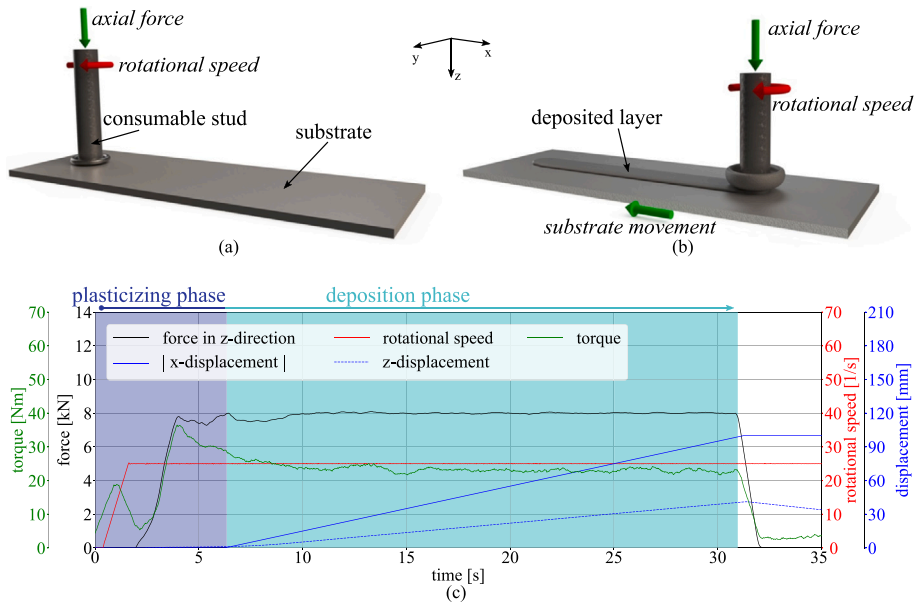 axial force
rotational speed
consumable stud
substrate
(a)
y
x
z
axial force
rotational speed
deposited layer
substrate movement
(b)
plasticizing phase
deposition phase
force in z-direction
rotational speed
torque
| x-displacement |
z-displacement
torque [Nm]
0
10
20
30
40
50
60
70
force [kN]
0
2
4
6
8
10
12
14
rotational speed [1/s]
0
10
20
30
40
50
60
70
displacement [mm]
0
30
60
90
120
150
180
210
0
5
10
15
20
25
30
35
time [s]
(c)